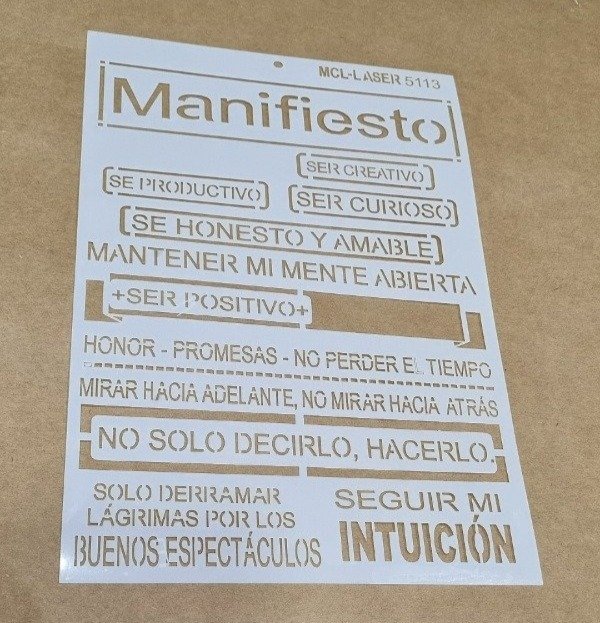 MCL-LASER 5113
Manifiesto
SER CREATIVO
SE PRODUCTIVO
SER CURIOSO
SE HONESTO Y AMABLE
MANTENER MI MENTE ABIERTA
+SER POSITIVO+
HONOR - PROMESAS - NO PERDER EL TIEMPO
MIRAR HACIA ADELANTE, NO MIRAR HACIA ATRÁS
NO SOLO DECIRLO, HACERLO.
SOLO DERRAMAR
LÁGRIMAS POR LOS
BUENOS ESPECTÁCULOS
SEGUIR MI
INTUICIÓN